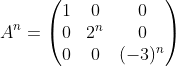 A^n = \begin{pmatrix} 1 & 0 & 0 \\ 0 & 2^n & 0 \\ 0 & 0 & (-3)^n \end{pmatrix}